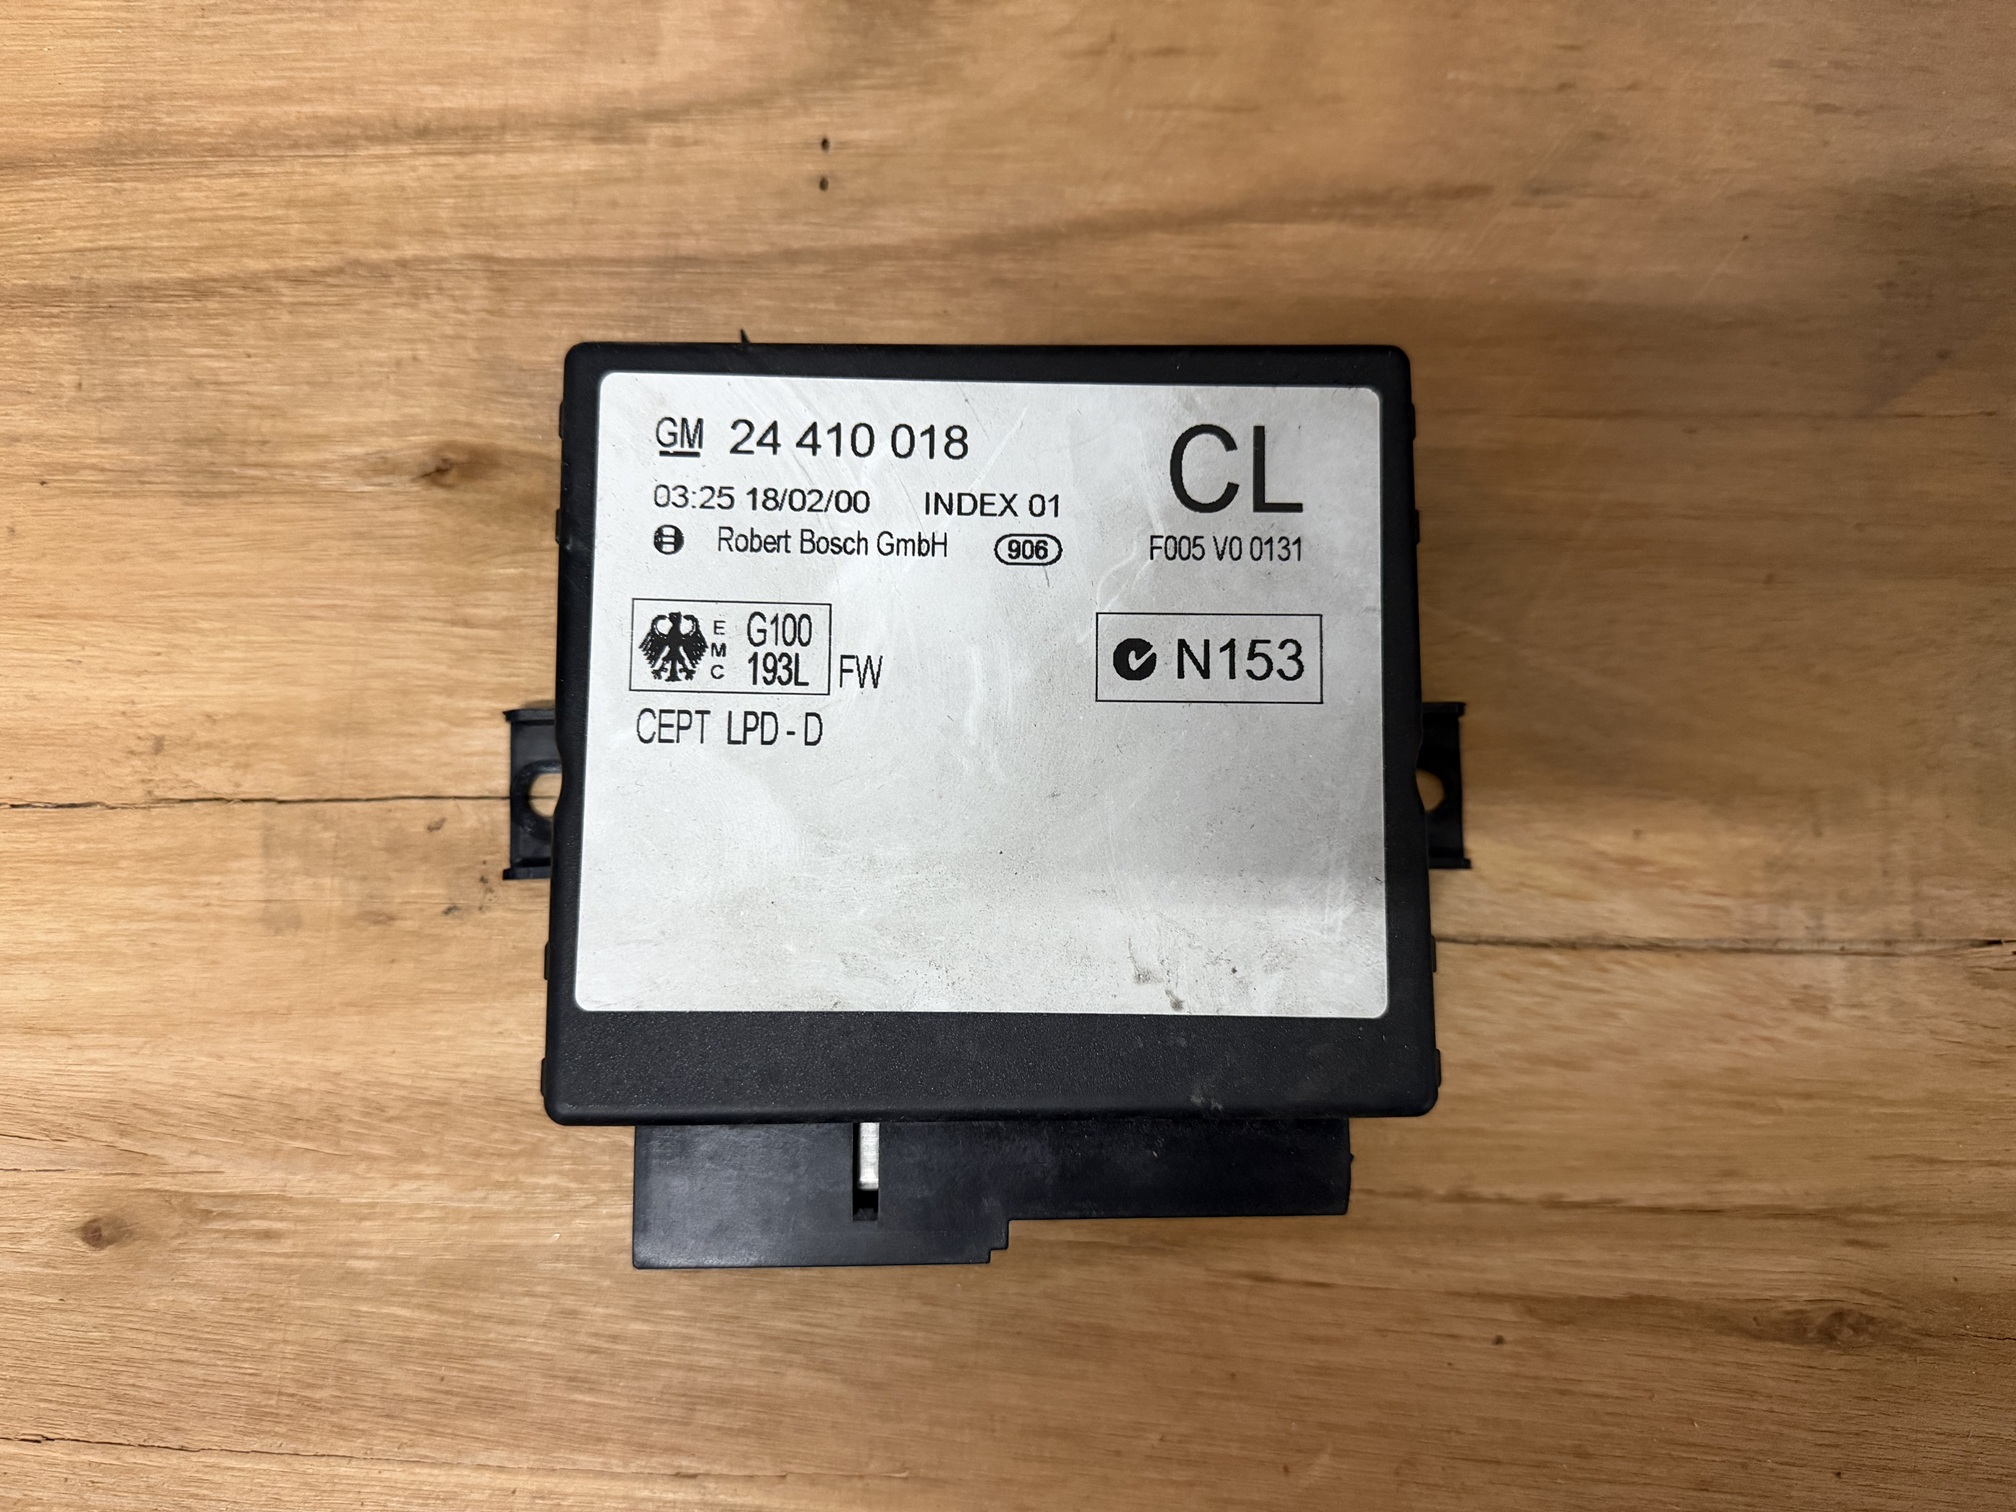 GM 24 410 018 CL
03:25 18/02/00 INDEX 01
Robert Bosch GmbH 906 F005 V0 0131
EMC G100
193L FW
N153
CEPT LPD - D